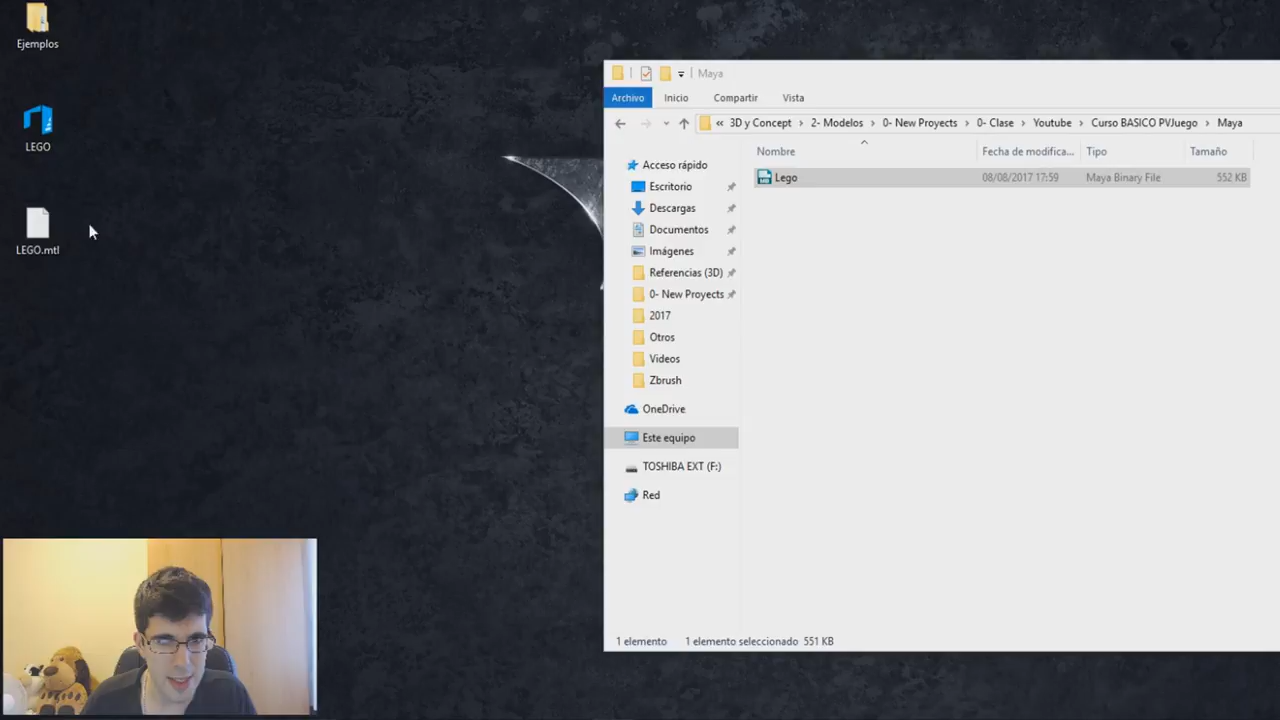 Ejemplos
LEGO
LEGO.mtl
Maya
Archivo
Inicio
Compartir
Vista
« 3D y Concept > 2- Modelos > 0- New Proyects > 0- Clase > Youtube > Curso BASICO PVJuego > Maya
Nombre
Fecha de modifica...
Tipo
Tamaño
Lego
08/08/2017 17:59
Maya Binary File
552 KB
Acceso rápido
Escritorio
Descargas
Documentos
Imágenes
Referencias (3D)
0- New Proyects
2017
Otros
Videos
Zbrush
OneDrive
Este equipo
TOSHIBA EXT (F:)
Red
1 elemento
1 elemento seleccionado 551 KB